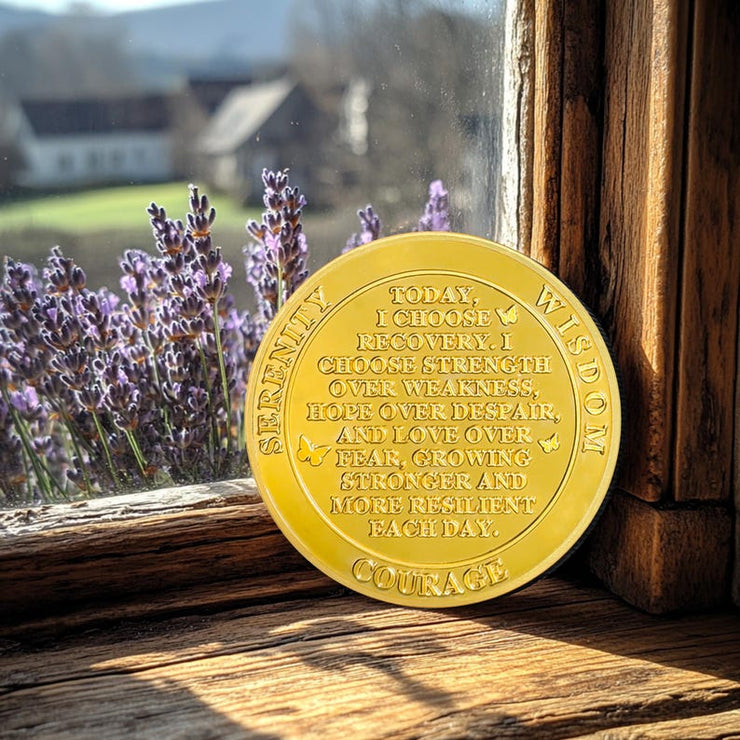 SERENITY
WISDOM
TODAY,
I CHOOSE
RECOVERY. I
CHOOSE STRENGTH
OVER WEAKNESS,
HOPE OVER DESPAIR,
AND LOVE OVER
FEAR, GROWING
STRONGER AND
MORE RESILIENT
EACH DAY.
COURAGE